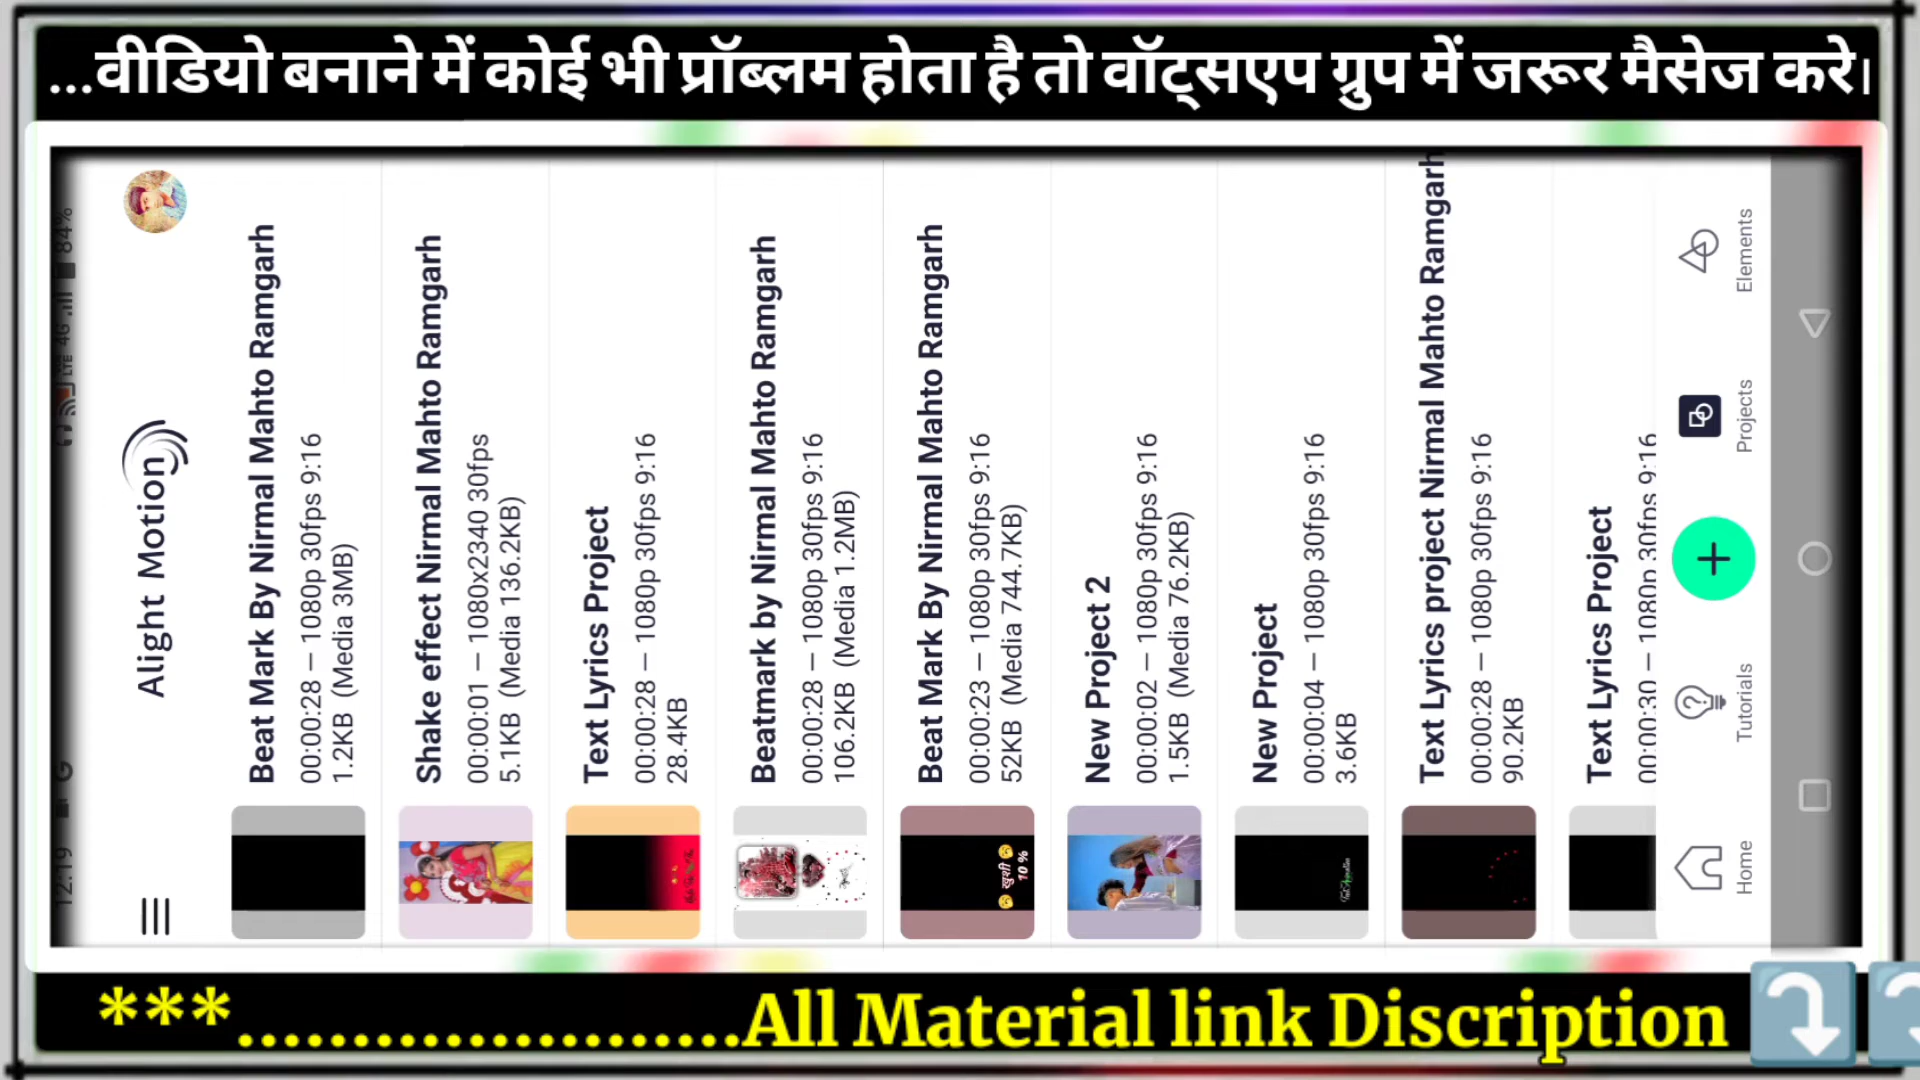 ...वीडियो बनाने में कोई भी प्रॉब्लम होता है तो वॉट्सएप ग्रुप में जरूर मैसेज करे।
12:19
G
LTE 4G
84%
Alight Motion
Beat Mark By Nirmal Mahto Ramgarh
00:00:28 — 1080p 30fps 9:16
1.2KB (Media 3MB)
Shake effect Nirmal Mahto Ramgarh
00:00:01 — 1080x2340 30fps
5.1KB (Media 136.2KB)
Text Lyrics Project
00:00:28 — 1080p 30fps 9:16
28.4KB
Beatmark by Nirmal Mahto Ramgarh
00:00:28 — 1080p 30fps 9:16
106.2KB (Media 1.2MB)
खुशी
10 %
Beat Mark By Nirmal Mahto Ramgarh
00:00:23 — 1080p 30fps 9:16
52KB (Media 744.7KB)
New Project 2
00:00:02 — 1080p 30fps 9:16
1.5KB (Media 76.2KB)
New Project
00:00:04 — 1080p 30fps 9:16
3.6KB
Text Lyrics project Nirmal Mahto Ramgarh
00:00:28 — 1080p 30fps 9:16
90.2KB
Text Lyrics Project
00:00:30 — 1080p 30fps 9:16
Home
Tutorials
Projects
Elements
***......................All Material link Discription